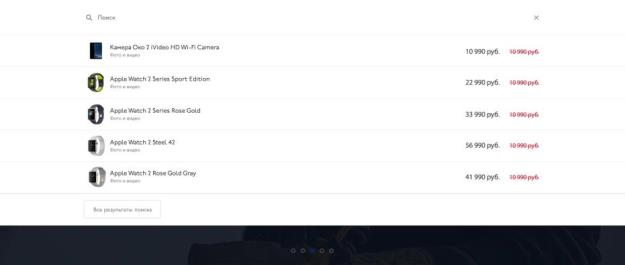 Поиск
Камера Око 2 iVideo HD Wi-Fi Camera
Фото и видео
10 990 руб. 10 990 руб.
Apple Watch 2 Series Sport Edition
Фото и видео
22 990 руб. 10 990 руб.
Apple Watch 2 Series Rose Gold
Фото и видео
33 990 руб. 10 990 руб.
Apple Watch 2 Steel 42
Фото и видео
56 990 руб. 10 990 руб.
Apple Watch 2 Rose Gold Gray
Фото и видео
41 990 руб. 10 990 руб.
Все результаты поиска